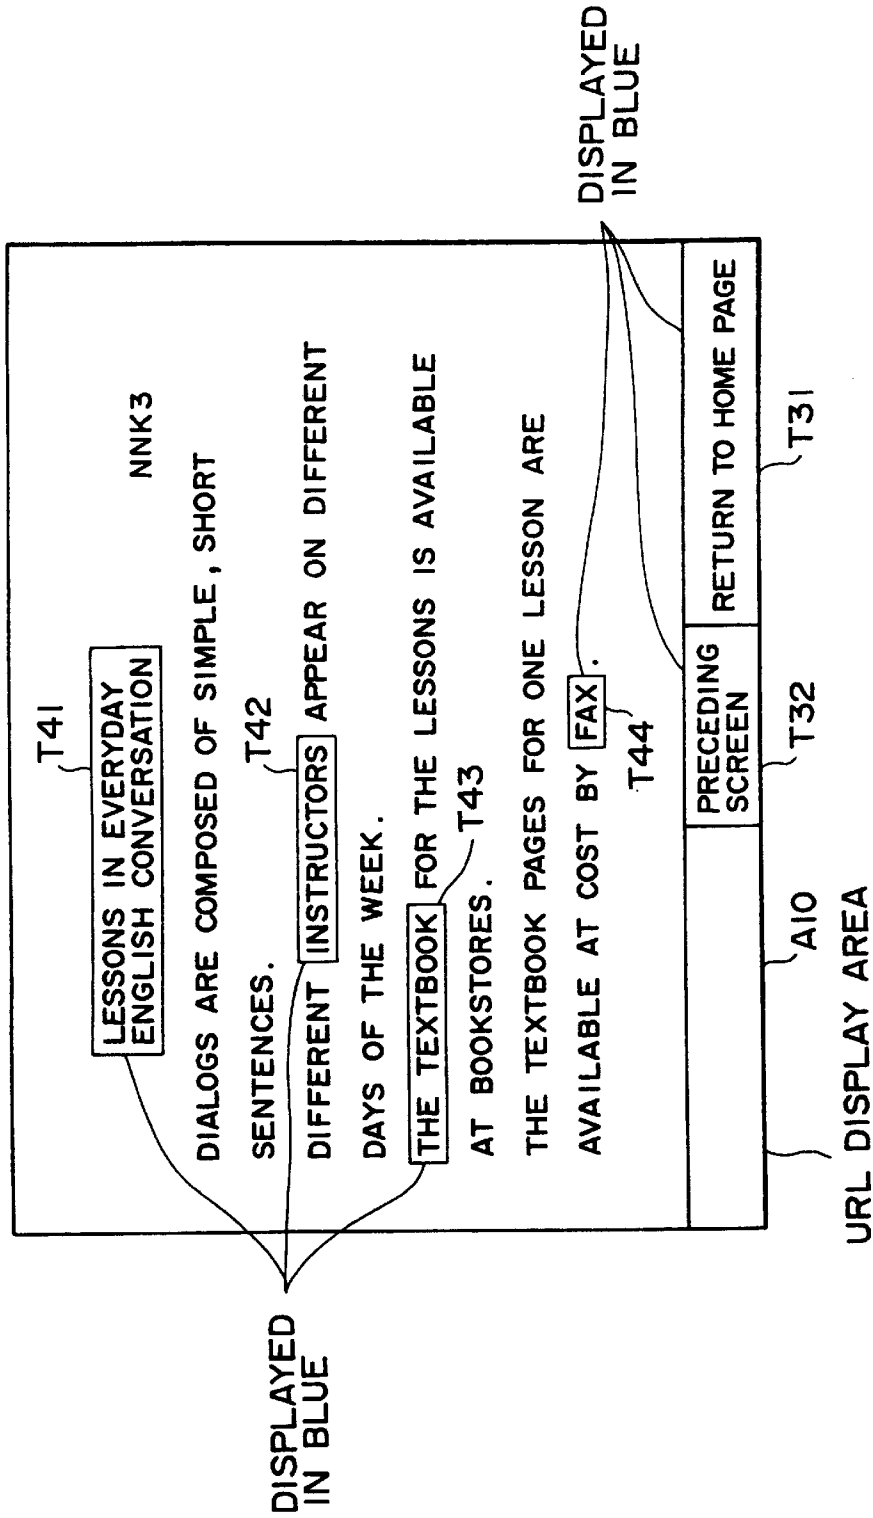 T41
LESSONS IN EVERYDAY
ENGLISH CONVERSATION
NNK3
DIALOGS ARE COMPOSED OF SIMPLE, SHORT
SENTENCES.
T42
DIFFERENT INSTRUCTORS APPEAR ON DIFFERENT
DAYS OF THE WEEK.
THE TEXTBOOK FOR THE LESSONS IS AVAILABLE
T43
AT BOOKSTORES.
THE TEXTBOOK PAGES FOR ONE LESSON ARE
AVAILABLE AT COST BY FAX.
T44
DISPLAYED
IN BLUE
DISPLAYED
IN BLUE
PRECEDING
SCREEN
RETURN TO HOME PAGE
A10
T32
T31
URL DISPLAY AREA